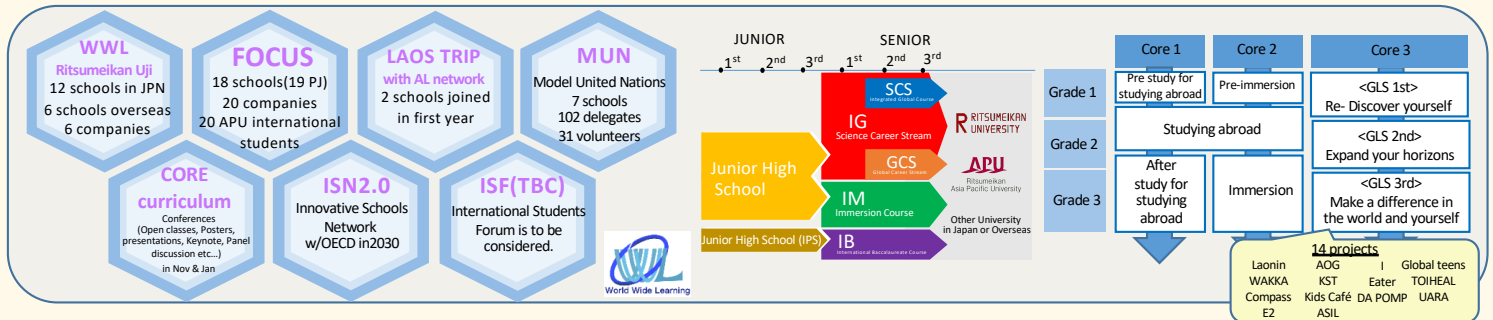 WWL
Ritsumeikan Uji
12 schools in JPN
6 schools overseas
6 companies
FOCUS
18 schools(19 PJ)
20 companies
20 APU international
students
LAOS TRIP
with AL network
2 schools joined
in first year
MUN
Model United Nations
7 schools
102 delegates
31 volunteers
CORE
curriculum
Conferences
(Open classes, Posters,
presentations, Keynote, Panel
discussion etc...)
in Nov & Jan
ISN2.0
Innovative Schools
Network
w/OECD in2030
ISF(TBC)
International Students
Forum is to be
considered.
WWL
World Wide Learning
JUNIOR SENIOR
1st 2nd 3rd 1st 2nd 3rd
SCS
Integrated Global Course
IG
Science Career Stream
GCS
Global Career Stream
Junior High
School
IM
Immersion Course
Junior High School (IPS)
IB
International Baccalaureate Course
R RITSUMEIKAN
UNIVERSITY
APU
Ritsumeikan
Asia Pacific University
Other University
in Japan or Overseas
Core 1 Core 2 Core 3
Grade 1
Pre study for
studying abroad
Pre-immersion
<GLS 1st>
Re- Discover yourself
Grade 2
Studying abroad
<GLS 2nd>
Expand your horizons
Grade 3
After
study for
studying
abroad
Immersion
<GLS 3rd>
Make a difference in
the world and yourself
14 projects
Laonin AOG I Global teens
WAKKA KST Eater TOIHEAL
Compass Kids Café DA POMP UARA
E2 ASIL